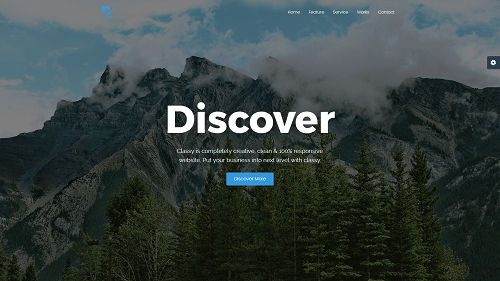 Home Feature Service Works Contact
Discover
Classy is completely creative, clean & 100% responsive
website. Put your business into next level with classy.
Discover More